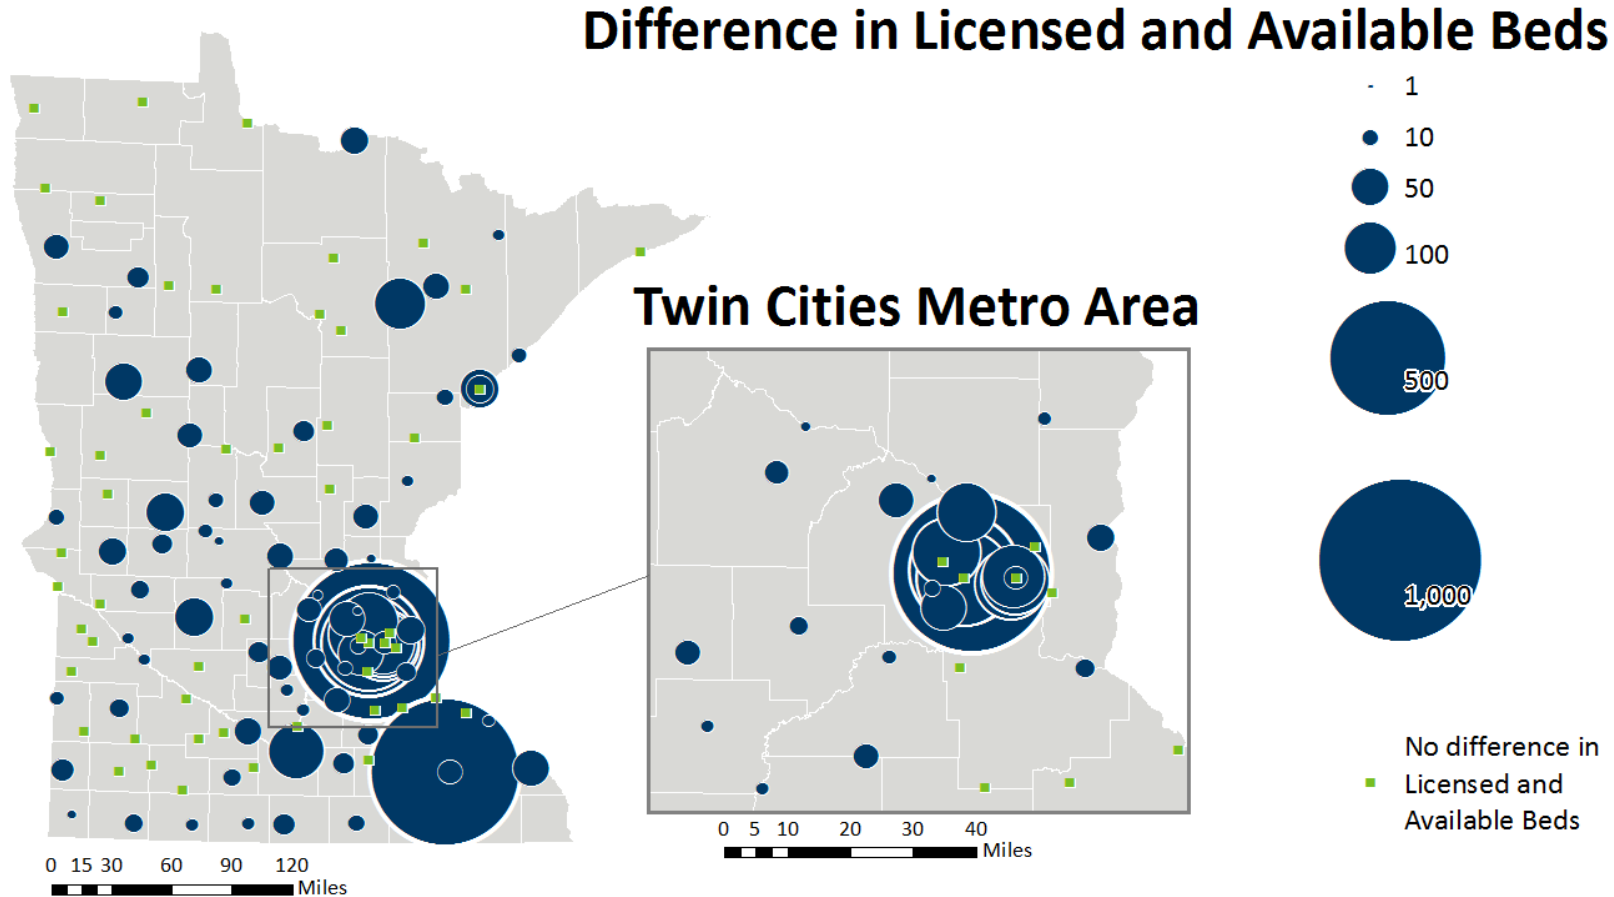 Difference in Licensed and Available Beds
1
10
50
100
500
1,000
No difference in
Licensed and
Available Beds
Twin Cities Metro Area
0 5 10 20 30 40
Miles
0 15 30 60 90 120
Miles